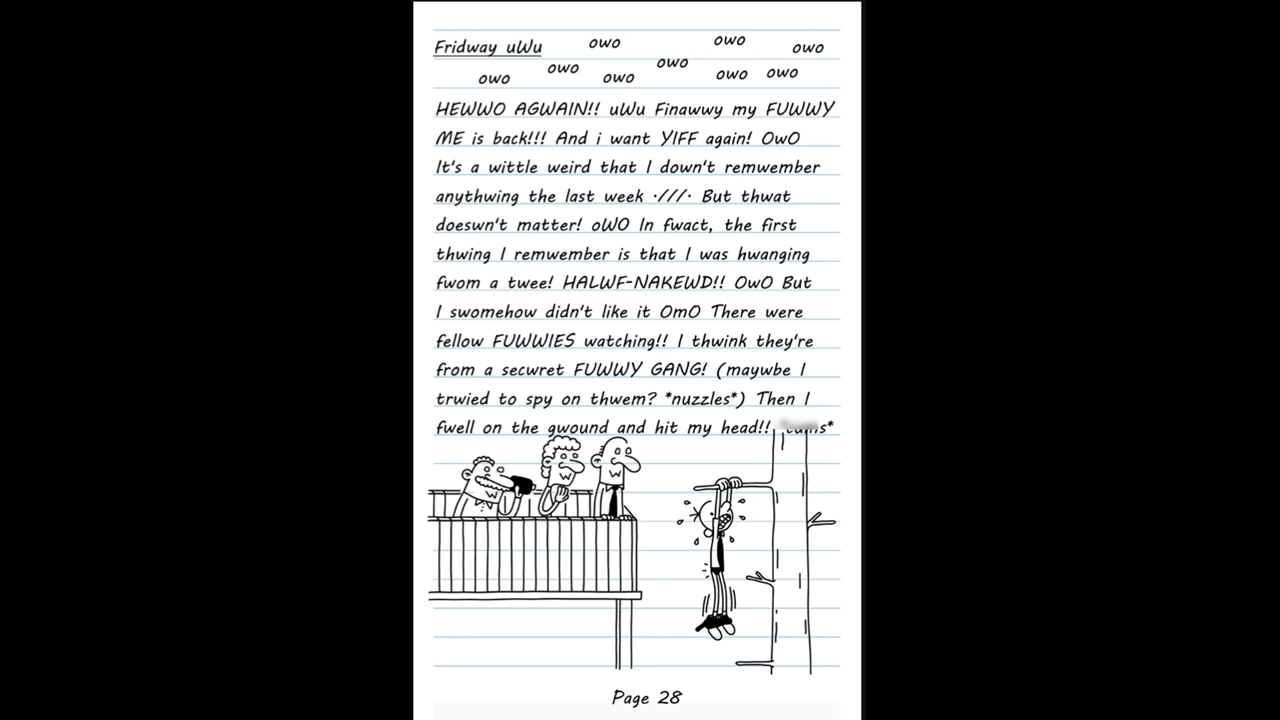 Fridway uWu
owo owo owo
owo owo owo owo owo owo
HEWWO AGWAIN!! uWu Finawwy my FUWWY
ME is back!!! And i want YIFF again! OwO
It's a wittle weird that I down't remwember
anythwing the last week ·///· But thwat
doeswn't matter! oWO In fwact, the first
thwing I remwember is that I was hwanging
fwom a twee! HALWF-NAKEWD!! OwO But
I swomehow didn't like it OmO There were
fellow FUWWIES watching!! I thwink they're
from a secwret FUWWY GANG! (maywbe I
trwied to spy on thwem? *nuzzles*) Then I
fwell on the gwound and hit my head!!
Page 28